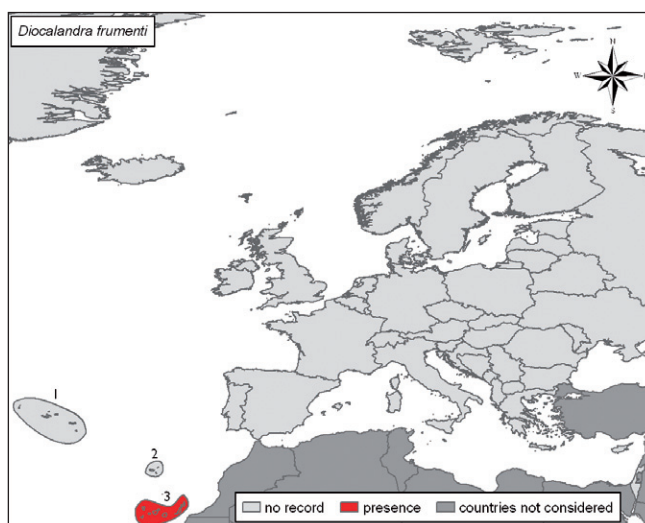 Diocalandra frumenti
N
W
S
1
2
3
no record
presence
countries not considered